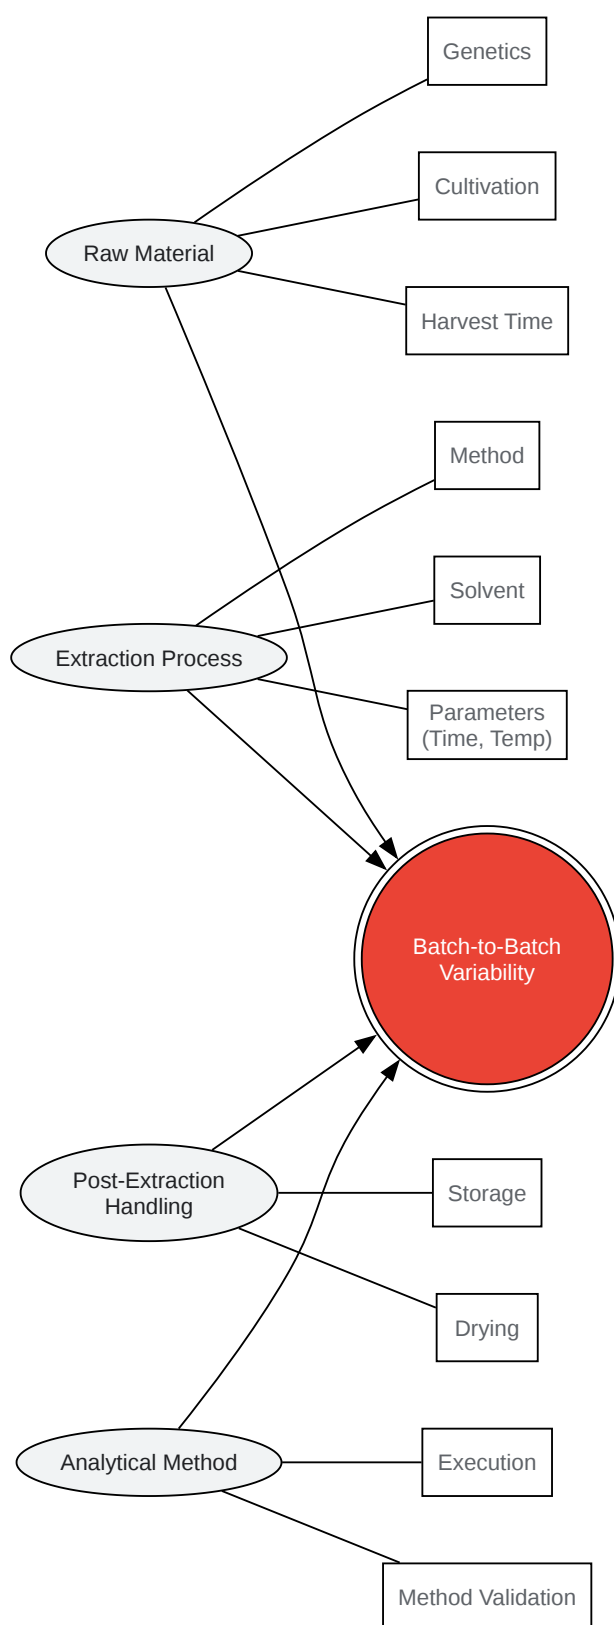 Genetics
Cultivation
Raw Material
Harvest Time
Method
Solvent
Extraction Process
Parameters
(Time, Temp)
Batch-to-Batch
Variability
Post-Extraction
Handling
Storage
Drying
Analytical Method
Execution
Method Validation